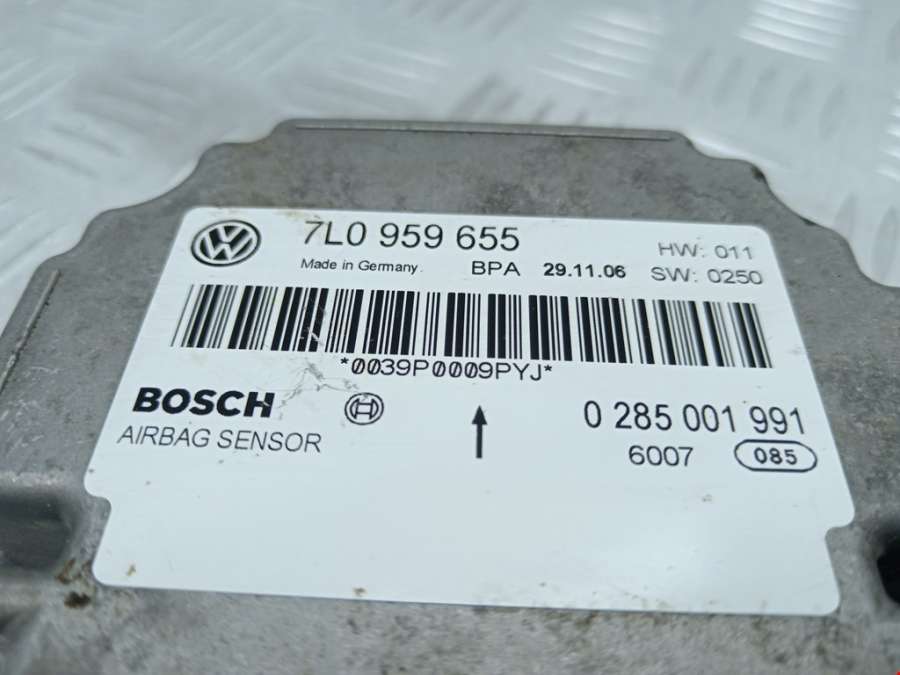 7L0 959 655
HW: 011
Made in Germany. BPA 29.11.06 SW: 0250
*0039P0009PYJ*
BOSCH 0 285 001 991
AIRBAG SENSOR 6007 085